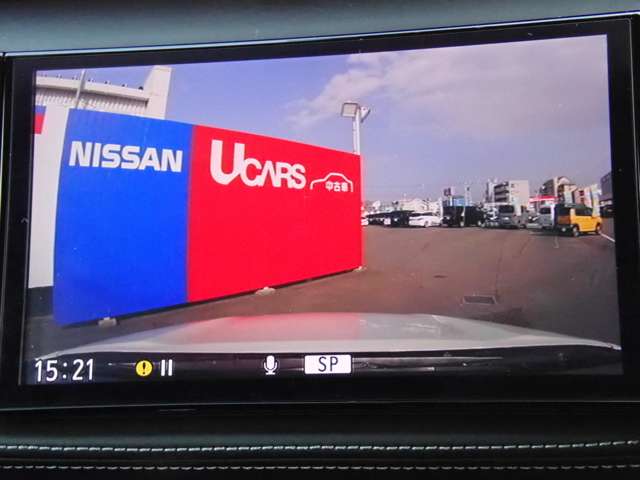 NISSAN
UCARS
中古車
15:21
SP